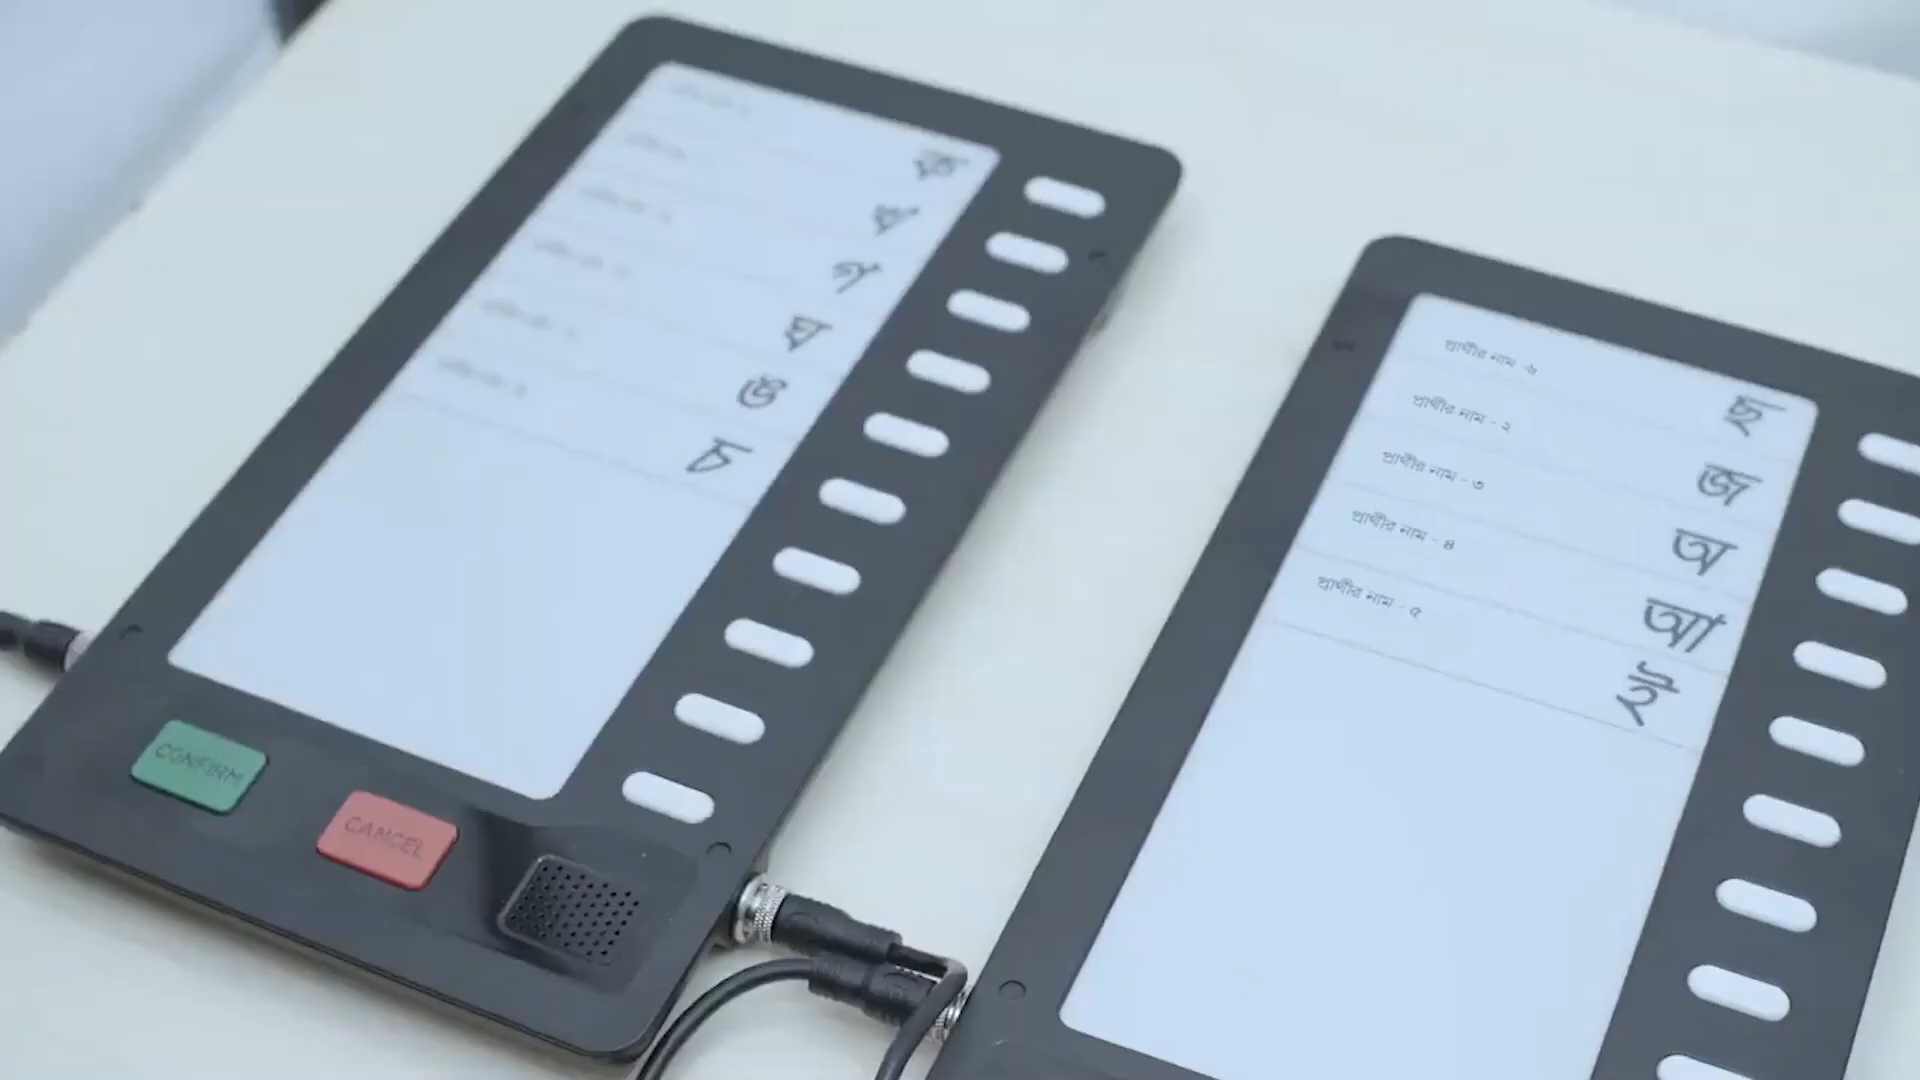 ক
খ
গ
ঘ
ঙ
চ
CONFIRM
CANCEL
প্রার্থীর নাম -৬ ছ
প্রার্থীর নাম - ২ জ
প্রার্থীর নাম - ৩ অ
প্রার্থীর নাম - ৪ আ
প্রার্থীর নাম - ৫ ই